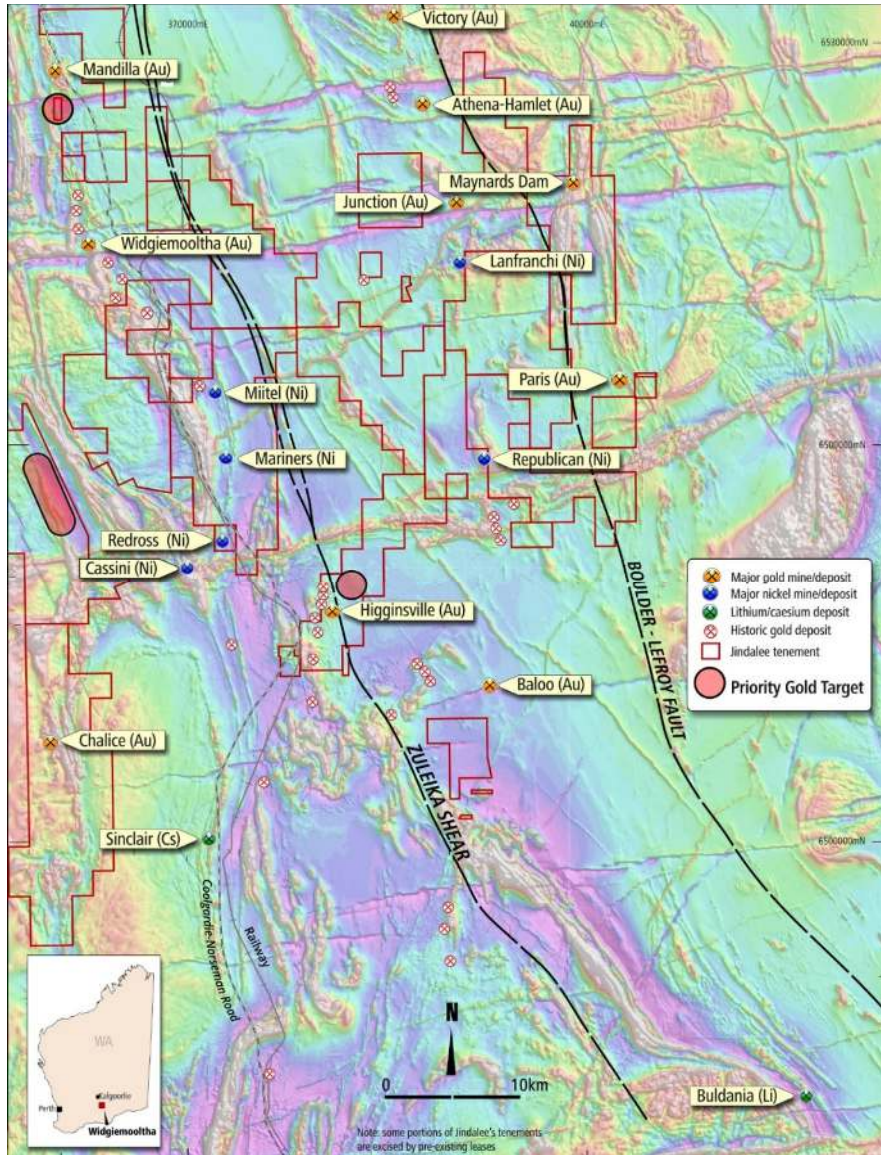 370000mE
Victory (Au)
40000mE
6530000mN
Mandilla (Au)
Athena-Hamlet (Au)
Maynards Dam
Junction (Au)
Widgiemooltha (Au)
Lanfranchi (Ni)
Paris (Au)
Miitel (Ni)
6500000mN
Mariners (Ni
Republican (Ni)
Redross (Ni)
Cassini (Ni)
Higginsville (Au)
BOULDER - LEFROY FAULT
Major gold mine/deposit
Major nickel mine/deposit
Lithium/caesium deposit
Historic gold deposit
Jindalee tenement
Priority Gold Target
Baloo (Au)
Chalice (Au)
ZULEIKA SHEAR
Sinclair (Cs)
6500000mN
Coolgardie-Norseman Road
Railway
WA
Kalgoorlie
Perth
Widgiemooltha
N
0 10km
Buldania (Li)
Note: some portions of Jindalee's tenements
are excised by pre-existing leases